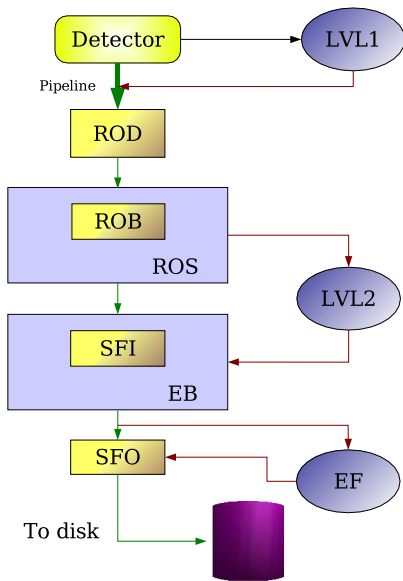 Detector
LVL1
Pipeline
ROD
ROB
ROS
LVL2
SFI
EB
SFO
EF
To disk